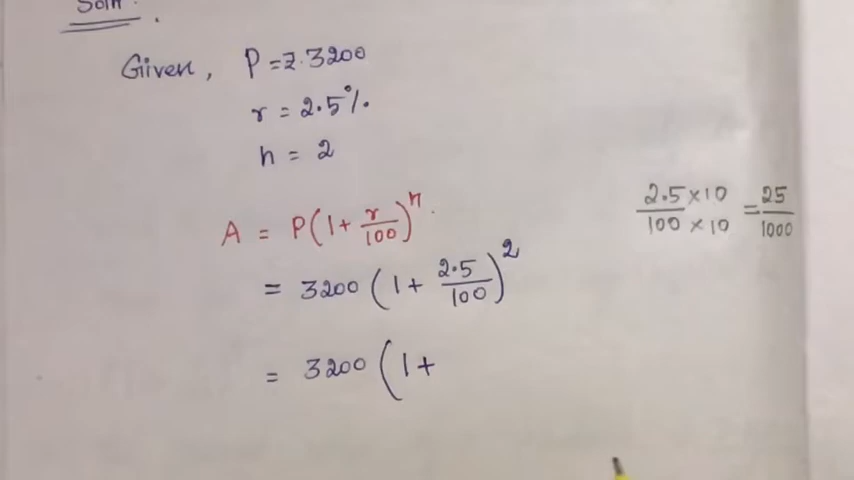 Soln.
Given, P = ₹.3200
r = 2.5%.
n = 2
A = P(1 + r/100)^n.
= 3200 (1 + 2.5/100)^2
= 3200 (1 +
2.5 × 10 / 100 × 10 = 25/1000